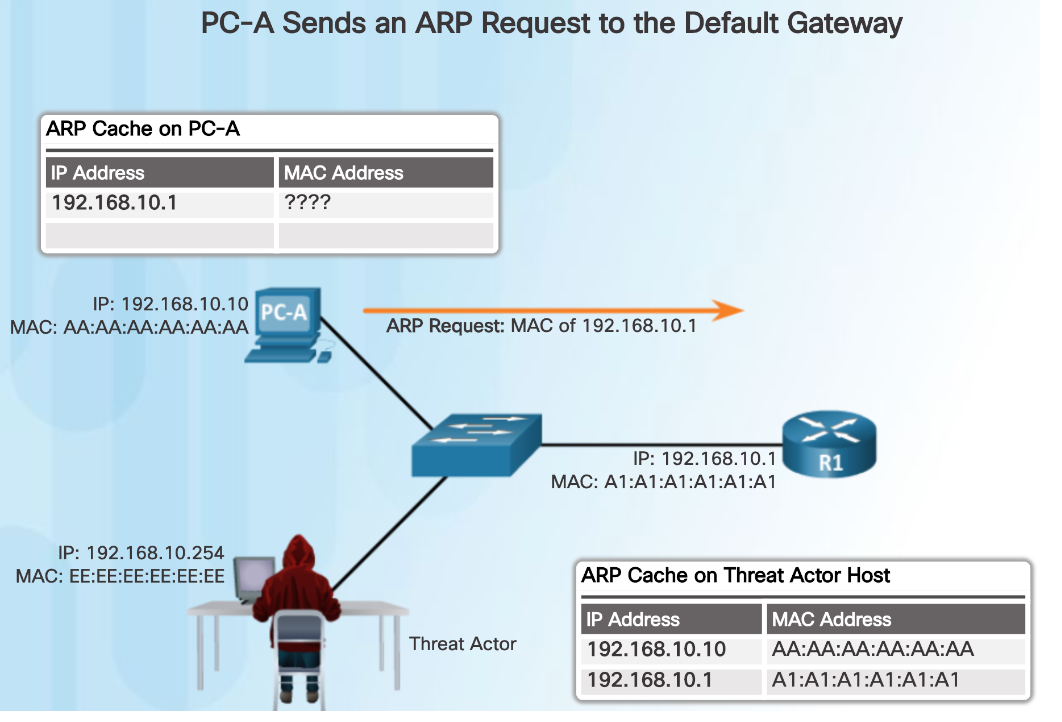 PC-A Sends an ARP Request to the Default Gateway
ARP Cache on PC-A
IP Address MAC Address
192.168.10.1 ????
IP: 192.168.10.10
MAC: AA:AA:AA:AA:AA:AA
PC-A
ARP Request: MAC of 192.168.10.1
IP: 192.168.10.1
MAC: A1:A1:A1:A1:A1:A1
R1
IP: 192.168.10.254
MAC: EE:EE:EE:EE:EE:EE
Threat Actor
ARP Cache on Threat Actor Host
IP Address MAC Address
192.168.10.10 AA:AA:AA:AA:AA:AA
192.168.10.1 A1:A1:A1:A1:A1:A1